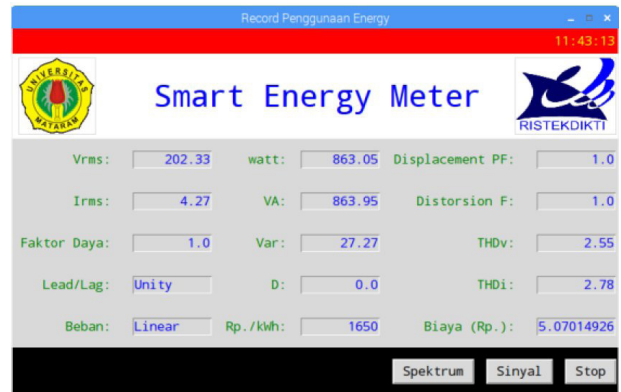 Record Penggunaan Energy
11:43:13
UNIVERSITAS
MATARAM
Smart Energy Meter
RISTEKDIKTI
Vrms: 202.33 watt: 863.05 Displacement PF: 1.0
Irms: 4.27 VA: 863.95 Distorsion F: 1.0
Faktor Daya: 1.0 Var: 27.27 THDv: 2.55
Lead/Lag: Unity D: 0.0 THDi: 2.78
Beban: Linear Rp./kWh: 1650 Biaya (Rp.): 5.07014926
Spektrum Sinyal Stop